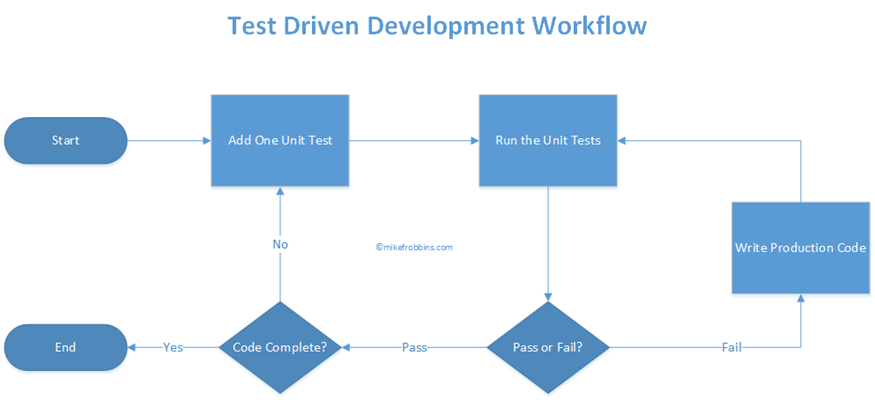 Test Driven Development Workflow
Start
Add One Unit Test
Run the Unit Tests
No
©mikefrobbins.com
Write Production Code
End
Yes
Code Complete?
Pass
Pass or Fail?
Fail